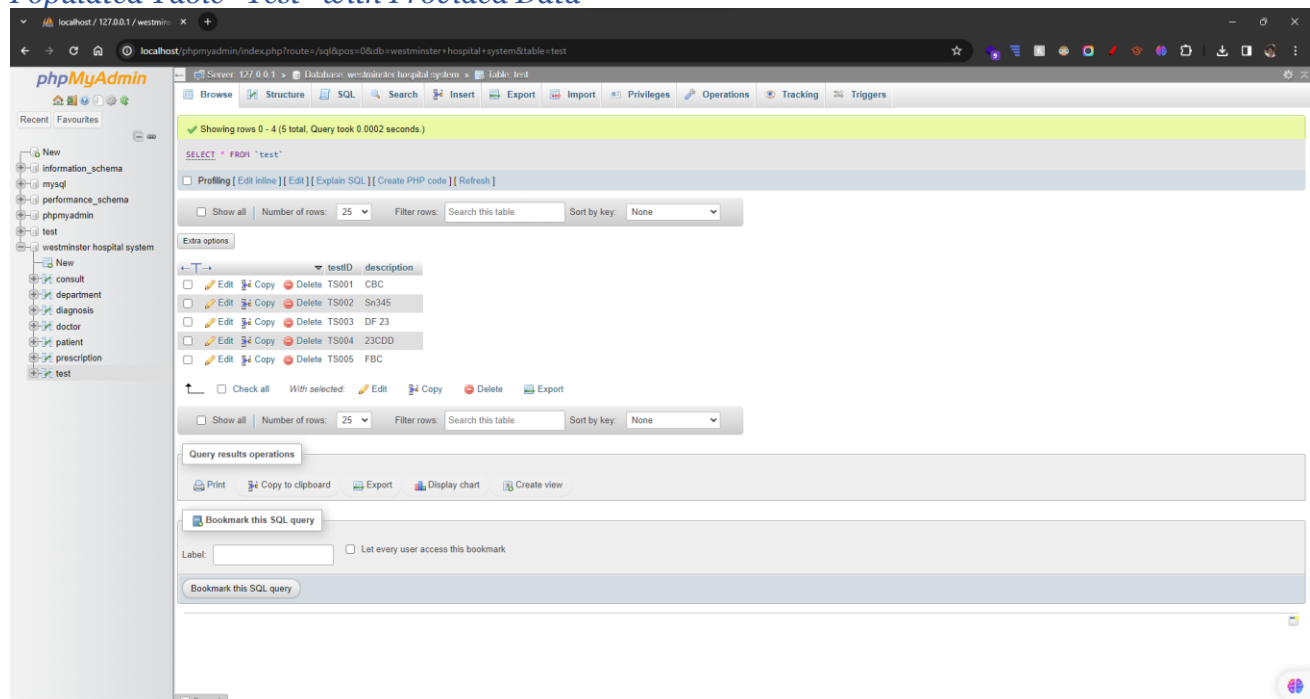 Populated Table "Test" with Provided Data
localhost / 127.0.0.1 / westmins
localhost/phpmyadmin/index.php?route=/sql&pos=0&db=westminster+hospital+system&table=test
phpMyAdmin
Recent Favourites
New
information_schema
mysql
performance_schema
phpmyadmin
test
westminster hospital system
New
consult
department
diagnosis
doctor
patient
prescription
test
Server: 127.0.0.1 » Database: westminster hospital system » Table: test
Browse Structure SQL Search Insert Export Import Privileges Operations Tracking Triggers
Showing rows 0 - 4 (5 total, Query took 0.0002 seconds.)
SELECT * FROM `test`
Profiling [ Edit inline ] [ Edit ] [ Explain SQL ] [ Create PHP code ] [ Refresh ]
Show all | Number of rows: 25 Filter rows: Search this table Sort by key: None
Extra options
←T→ testID description
Edit Copy Delete TS001 CBC
Edit Copy Delete TS002 Sn345
Edit Copy Delete TS003 DF 23
Edit Copy Delete TS004 23CDD
Edit Copy Delete TS005 FBC
Check all With selected: Edit Copy Delete Export
Show all | Number of rows: 25 Filter rows: Search this table Sort by key: None
Query results operations
Print Copy to clipboard Export Display chart Create view
Bookmark this SQL query
Label: Let every user access this bookmark
Bookmark this SQL query